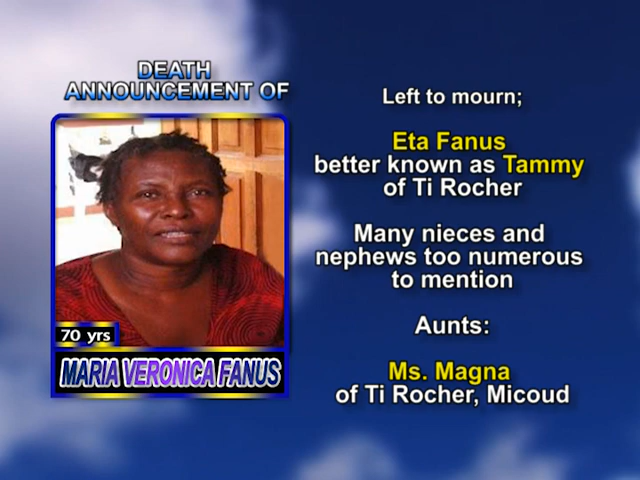 DEATH
ANNOUNCEMENT OF
70 yrs
MARIA VERONICA FANUS
Left to mourn;
Eta Fanus
better known as Tammy
of Ti Rocher
Many nieces and
nephews too numerous
to mention
Aunts:
Ms. Magna
of Ti Rocher, Micoud